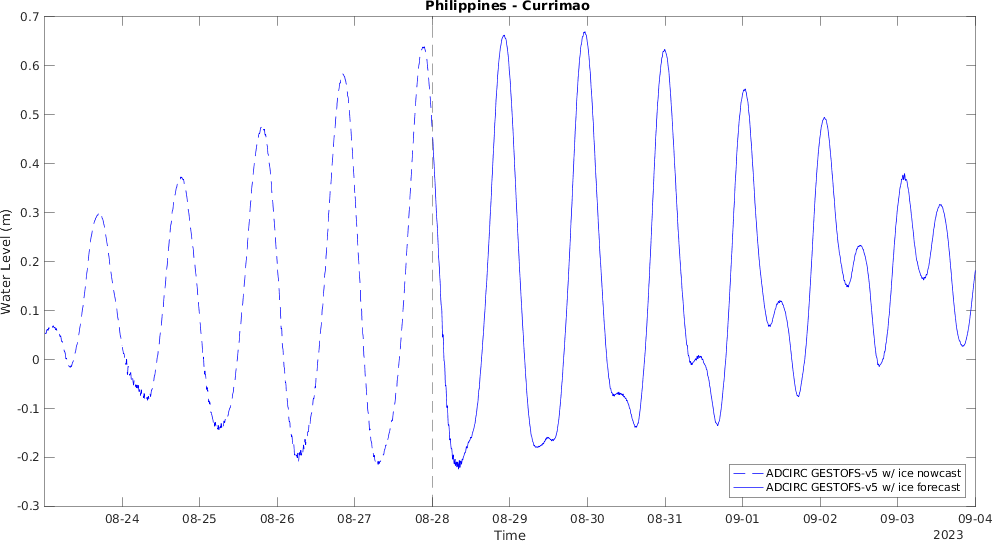 Philippines - Currimao
Water Level (m)
0.7
0.6
0.5
0.4
0.3
0.2
0.1
0
-0.1
-0.2
-0.3
ADCIRC GESTOFS-v5 w/ ice nowcast
ADCIRC GESTOFS-v5 w/ ice forecast
08-24 08-25 08-26 08-27 08-28 08-29 08-30 08-31 09-01 09-02 09-03 09-04
Time
2023